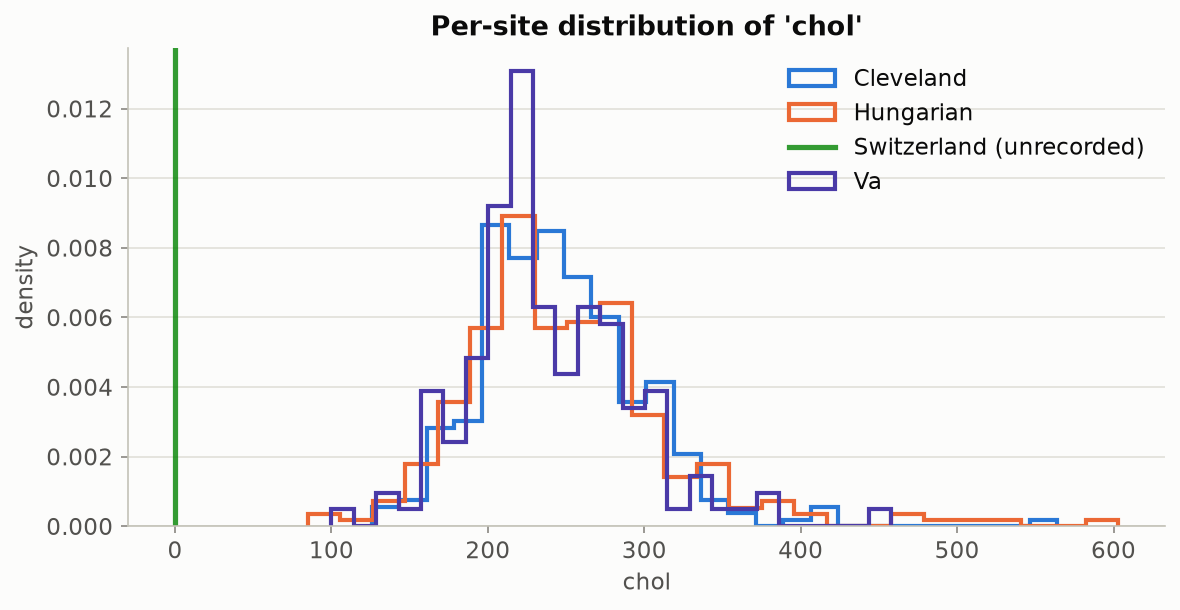 Per-site distribution of 'chol'
Cleveland
Hungarian
Switzerland (unrecorded)
Va
density
0.012
0.010
0.008
0.006
0.004
0.002
0.000
0 100 200 300 400 500 600
chol